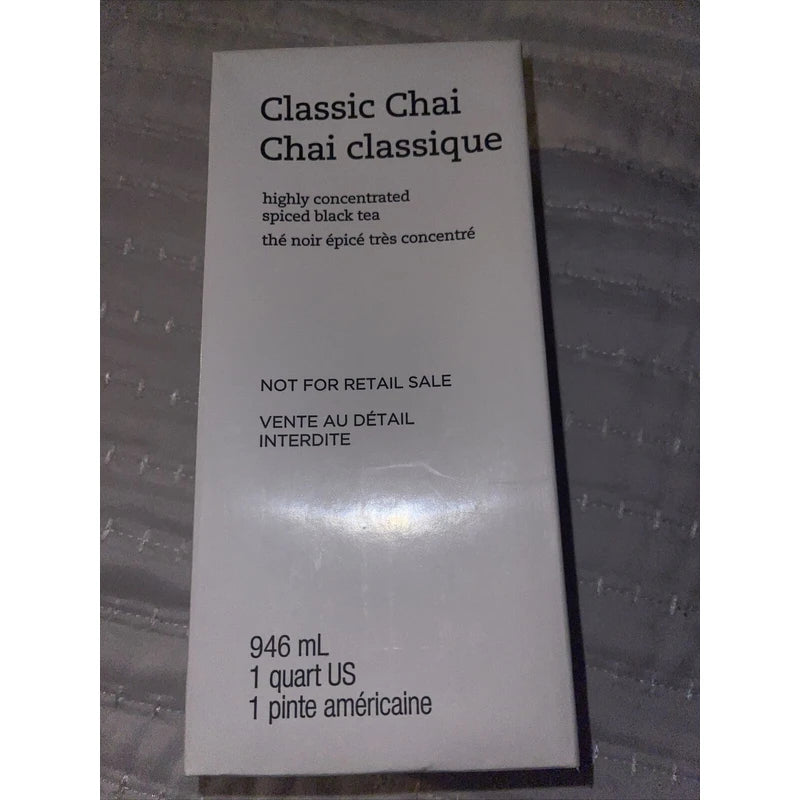 Classic Chai
Chai classique
highly concentrated
spiced black tea
thé noir épicé très concentré
NOT FOR RETAIL SALE
VENTE AU DÉTAIL
INTERDITE
946 mL
1 quart US
1 pinte américaine